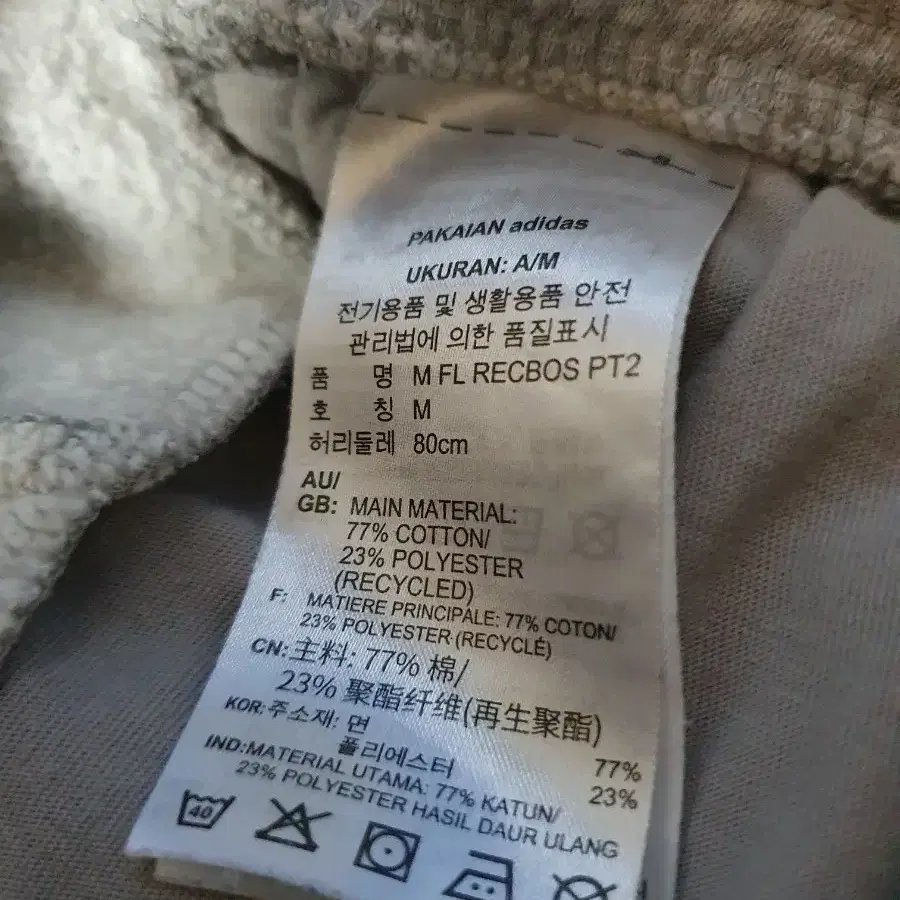 PAKAIAN adidas
UKURAN: A/M
전기용품 및 생활용품 안전
관리법에 의한 품질표시
품 명 M FL RECBOS PT2
호 칭 M
허리둘레 80cm
AU/
GB: MAIN MATERIAL:
77% COTTON/
23% POLYESTER
(RECYCLED)
F: MATIERE PRINCIPALE: 77% COTON/
23% POLYESTER (RECYCLÉ)
CN: 主料: 77% 棉/
23% 聚酯纤维(再生聚酯)
KOR: 주소재: 면 77%
폴리에스터 23%
IND: MATERIAL UTAMA: 77% KATUN/
23% POLYESTER HASIL DAUR ULANG
40